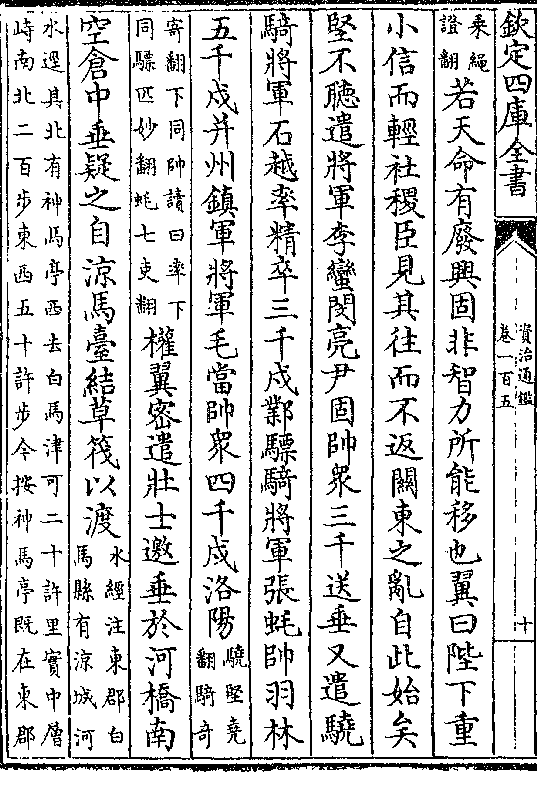 欽定四庫全書
資治通鑑
卷一百五
十
乗繩
證翻
若天命有廢興固非智力所能移也翼曰陛下重
小信而輕社稷臣見其往而不返闗東之亂自此始矣
堅不聽遣將軍李蠻閔亮尹固帥衆三千送垂又遣驍
騎將軍石越率精卒三千戍鄴驃騎將軍張蚝帥羽林
五千戍并州鎮軍將軍毛當帥衆四千戍洛陽
驍堅堯
翻騎奇
寄翻下同帥讀曰率下
同驃匹妙翻蚝七吏翻
權翼密遣壯士邀垂於河橋南
空倉中垂疑之自涼馬臺結草筏以渡
水經注東郡白
馬縣有涼城河
水逕其北有神馬亭西去白馬津可二十許里實中層
峙南北二百步東西五十許步今按神馬亭既在東郡